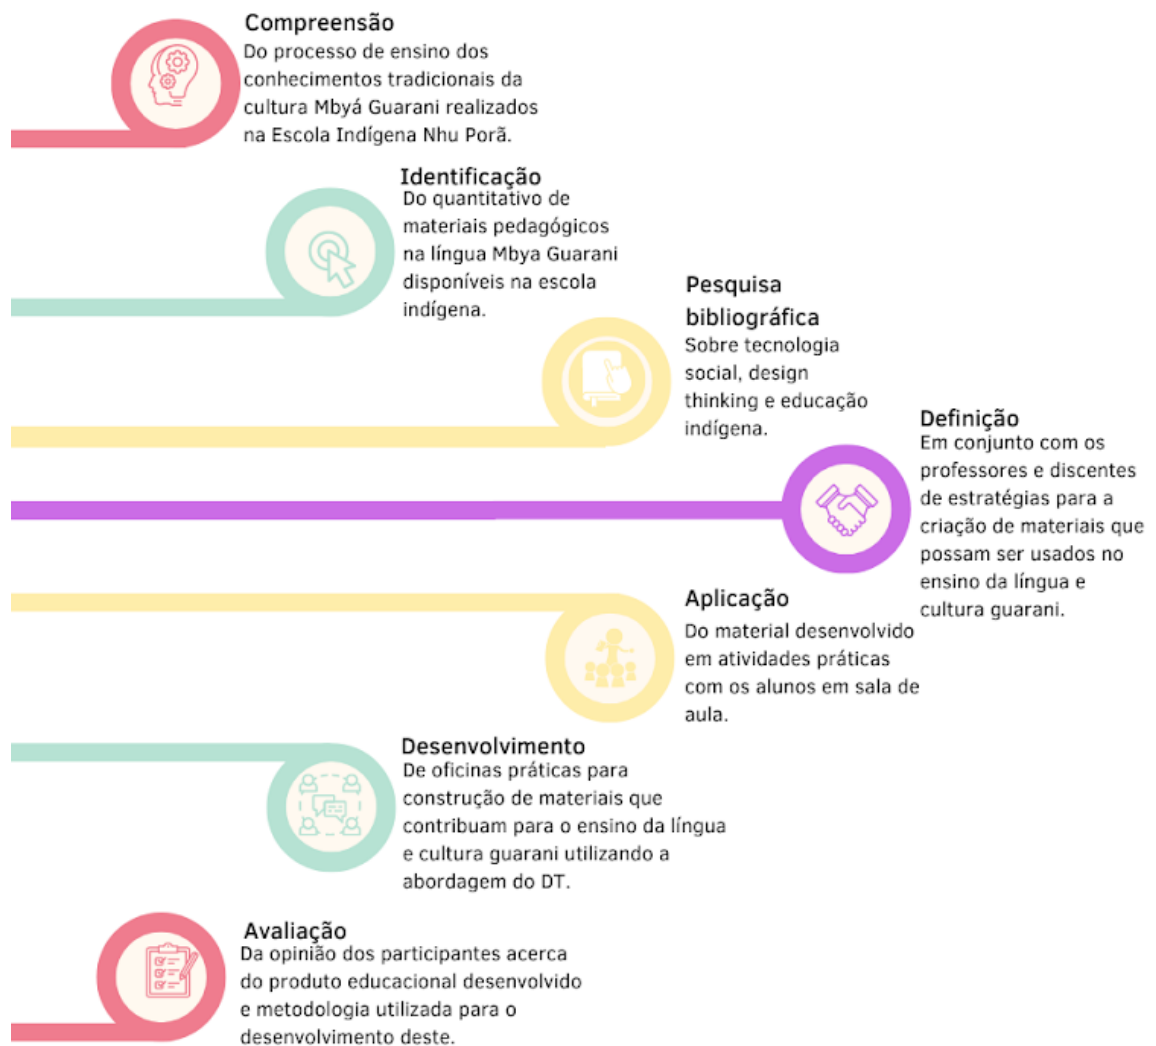 Compreensão
Do processo de ensino dos
conhecimentos tradicionais da
cultura Mbyá Guarani realizados
na Escola Indígena Nhu Porã.
Identificação
Do quantitativo de
materiais pedagógicos
na língua Mbya Guarani
disponíveis na escola
indígena.
Pesquisa
bibliográfica
Sobre tecnologia
social, design
thinking e educação
indígena.
Definição
Em conjunto com os
professores e discentes
de estratégias para a
criação de materiais que
possam ser usados no
ensino da língua e
cultura guarani.
Aplicação
Do material desenvolvido
em atividades práticas
com os alunos em sala de
aula.
Desenvolvimento
De oficinas práticas para
construção de materiais que
contribuam para o ensino da língua
e cultura guarani utilizando a
abordagem do DT.
Avaliação
Da opinião dos participantes acerca
do produto educacional desenvolvido
e metodologia utilizada para o
desenvolvimento deste.